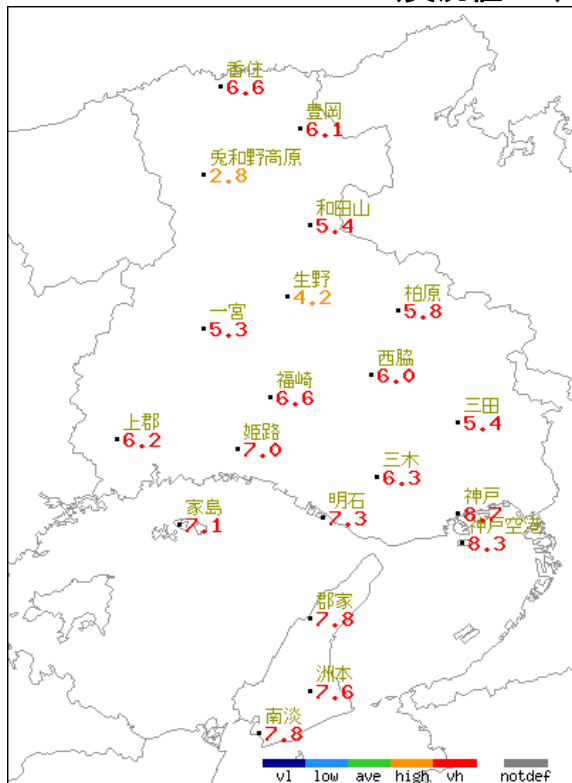 香住
6.6
豊岡
6.1
兎和野高原
2.8
和田山
5.4
生野
4.2
柏原
5.8
一宮
5.3
西脇
6.0
福崎
6.6
三田
5.4
上郡
6.2
姫路
7.0
三木
6.3
家島
7.1
明石
7.3
神戸
8.7
神戸空港
8.3
郡家
7.8
洲本
7.6
南淡
7.8
vl low ave high vh notdef